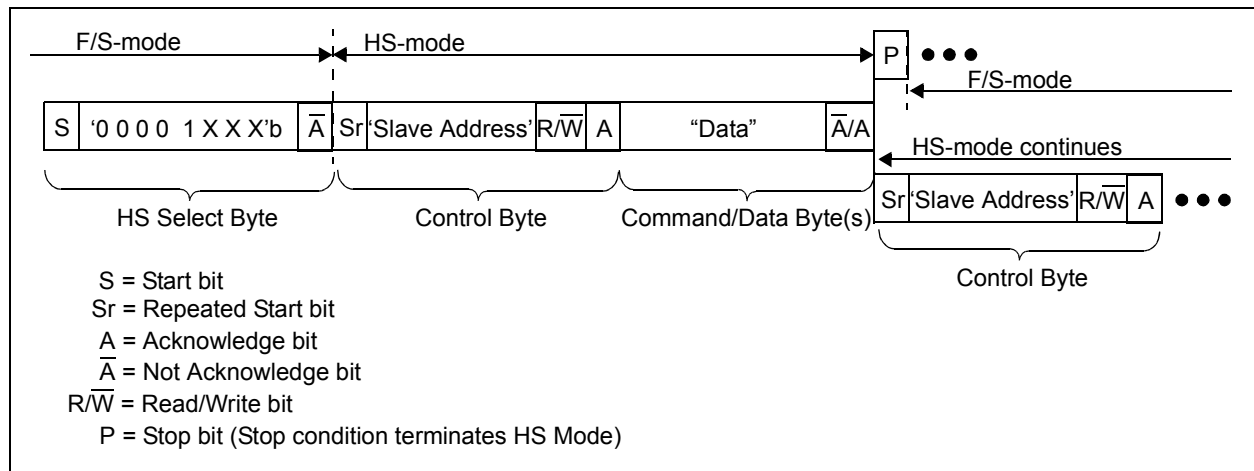 F/S-mode
HS-mode
P
F/S-mode
S '0 0 0 0 1 X X X'b A̅ Sr 'Slave Address' R/W̅ A "Data" A̅/A
HS-mode continues
Sr 'Slave Address' R/W̅ A
HS Select Byte
Control Byte
Command/Data Byte(s)
Control Byte
S = Start bit
Sr = Repeated Start bit
A = Acknowledge bit
A̅ = Not Acknowledge bit
R/W̅ = Read/Write bit
P = Stop bit (Stop condition terminates HS Mode)